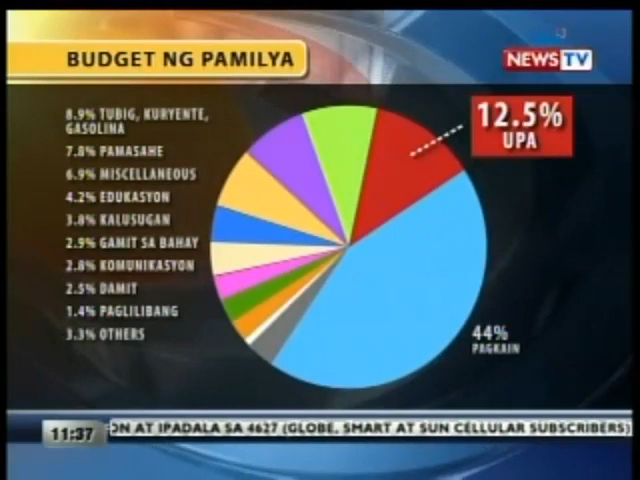 BUDGET NG PAMILYA
NEWS TV
8.9% TUBIG, KURYENTE,
GASOLINA
7.8% PAMASAHE
6.9% MISCELLANEOUS
4.2% EDUKASYON
3.8% KALUSUGAN
2.9% GAMIT SA BAHAY
2.8% KOMUNIKASYON
2.5% DAMIT
1.4% PAGLILIBANG
3.3% OTHERS
12.5%
UPA
44%
PAGKAIN
11:37
ON AT IPADALA SA 4627 (GLOBE, SMART AT SUN CELLULAR SUBSCRIBERS)